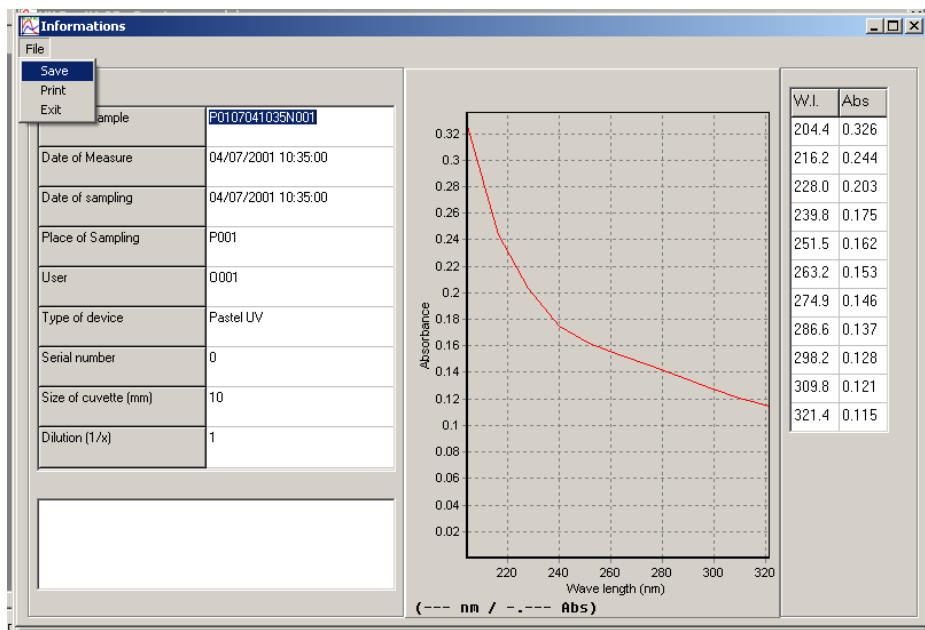 Informations
File
Save
Print
Exit
ample P0107041035N001
Date of Measure 04/07/2001 10:35:00
Date of sampling 04/07/2001 10:35:00
Place of Sampling P001
User O001
Type of device Pastel UV
Serial number 0
Size of cuvette (mm) 10
Dilution (1/x) 1
0.32
0.3
0.28
0.26
0.24
0.22
0.2
0.18
0.16
0.14
0.12
0.1
0.08
0.06
0.04
0.02
Absorbance
220 240 260 280 300 320
Wave length (nm)
(--- nm / -.--- Abs)
W.l. Abs
204.4 0.326
216.2 0.244
228.0 0.203
239.8 0.175
251.5 0.162
263.2 0.153
274.9 0.146
286.6 0.137
298.2 0.128
309.8 0.121
321.4 0.115